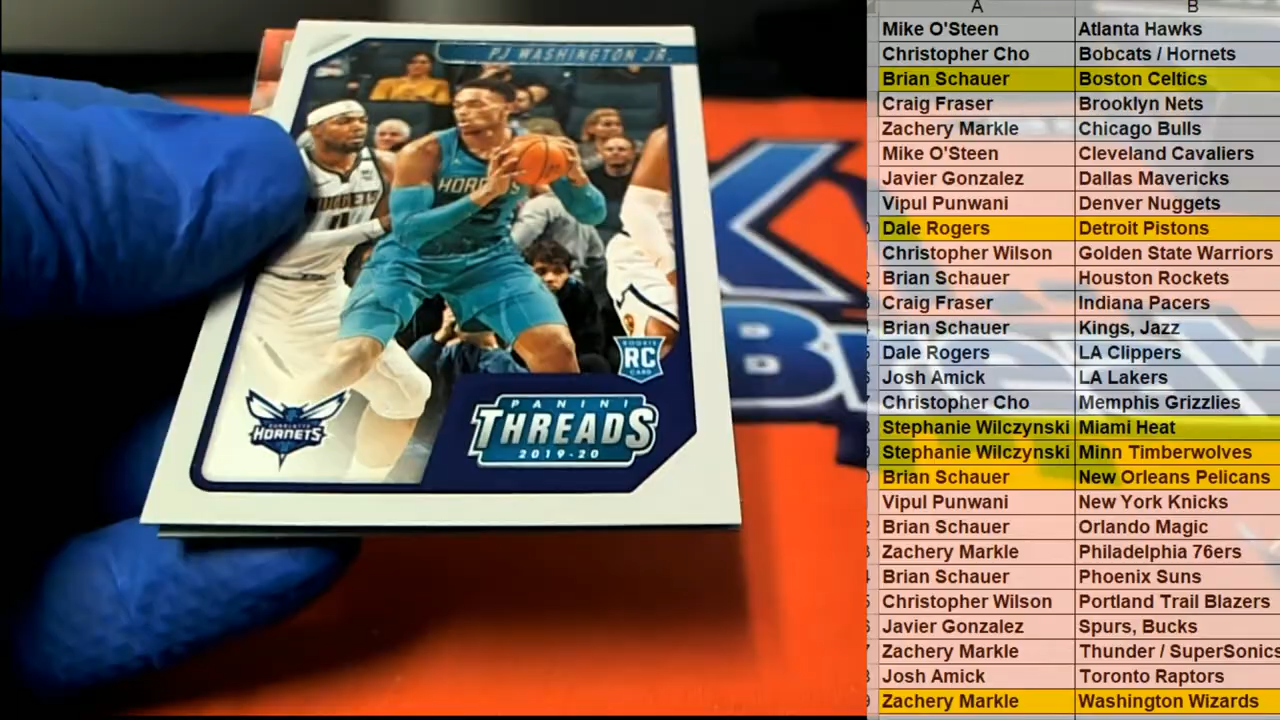 PJ WASHINGTON JR.
NUGGETS
HORNETS
ROOKIE
RC
CARD
CHARLOTTE
HORNETS
PANINI
THREADS
2019-20
A B
Mike O'Steen Atlanta Hawks
Christopher Cho Bobcats / Hornets
Brian Schauer Boston Celtics
Craig Fraser Brooklyn Nets
Zachery Markle Chicago Bulls
Mike O'Steen Cleveland Cavaliers
Javier Gonzalez Dallas Mavericks
Vipul Punwani Denver Nuggets
Dale Rogers Detroit Pistons
Christopher Wilson Golden State Warriors
Brian Schauer Houston Rockets
Craig Fraser Indiana Pacers
Brian Schauer Kings, Jazz
Dale Rogers LA Clippers
Josh Amick LA Lakers
Christopher Cho Memphis Grizzlies
Stephanie Wilczynski Miami Heat
Stephanie Wilczynski Minn Timberwolves
Brian Schauer New Orleans Pelicans
Vipul Punwani New York Knicks
Brian Schauer Orlando Magic
Zachery Markle Philadelphia 76ers
Brian Schauer Phoenix Suns
Christopher Wilson Portland Trail Blazers
Javier Gonzalez Spurs, Bucks
Zachery Markle Thunder / SuperSonics
Josh Amick Toronto Raptors
Zachery Markle Washington Wizards